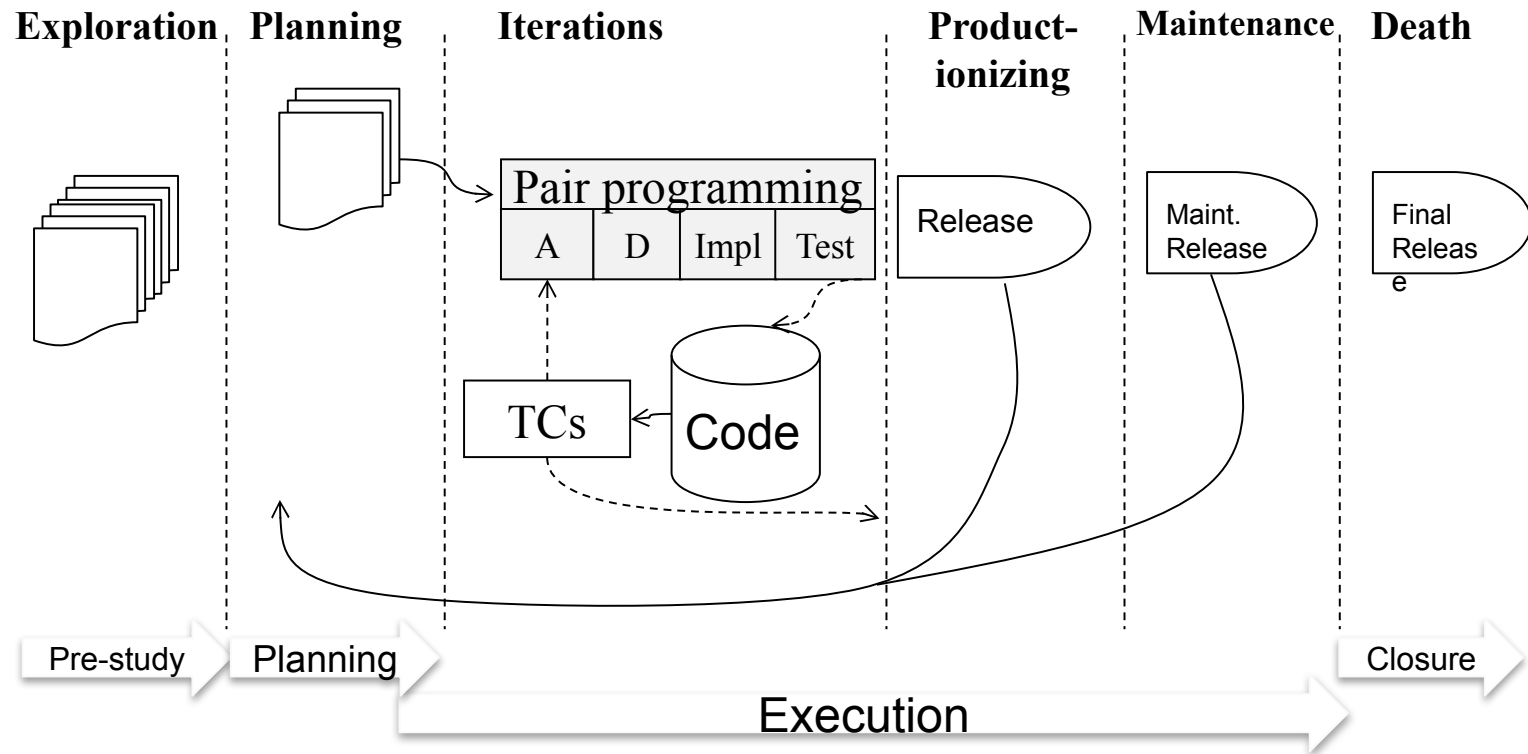 Exploration
Planning
Iterations
Product-
ionizing
Maintenance
Death
Pair programming
A
D
Impl
Test
Release
Maint.
Release
Final
Releas
e
TCs
Code
Pre-study
Planning
Closure
Execution